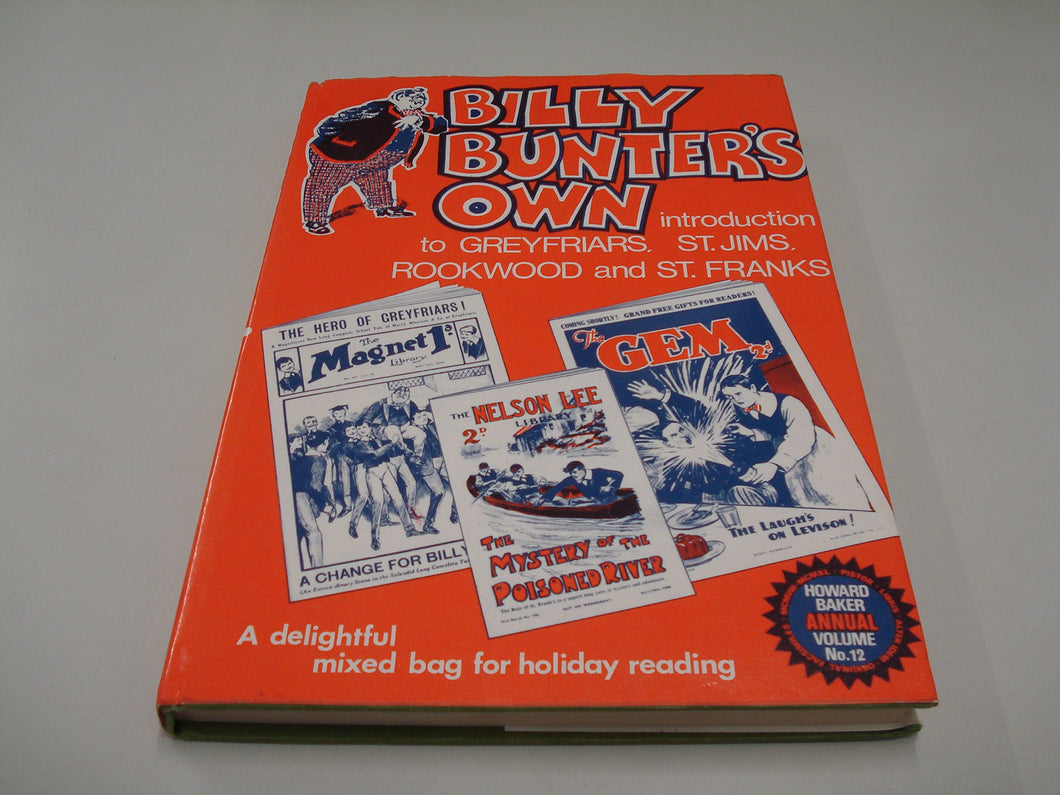 BILLY
BUNTER'S
OWN
introduction
to GREYFRIARS, ST. JIMS,
ROOKWOOD and ST. FRANKS
THE HERO OF GREYFRIARS!
The
Magnet 1d
Library
A CHANGE FOR BILLY
THE NELSON LEE
LIBRARY
2D
THE
MYSTERY OF THE
POISONED RIVER
COMING SHORTLY! GRAND FREE GIFTS FOR READERS!
The
GEM
2d
THE LAUGH'S
ON LEVISON!
HOWARD
BAKER
ANNUAL
VOLUME
No.12
A delightful
mixed bag for holiday reading